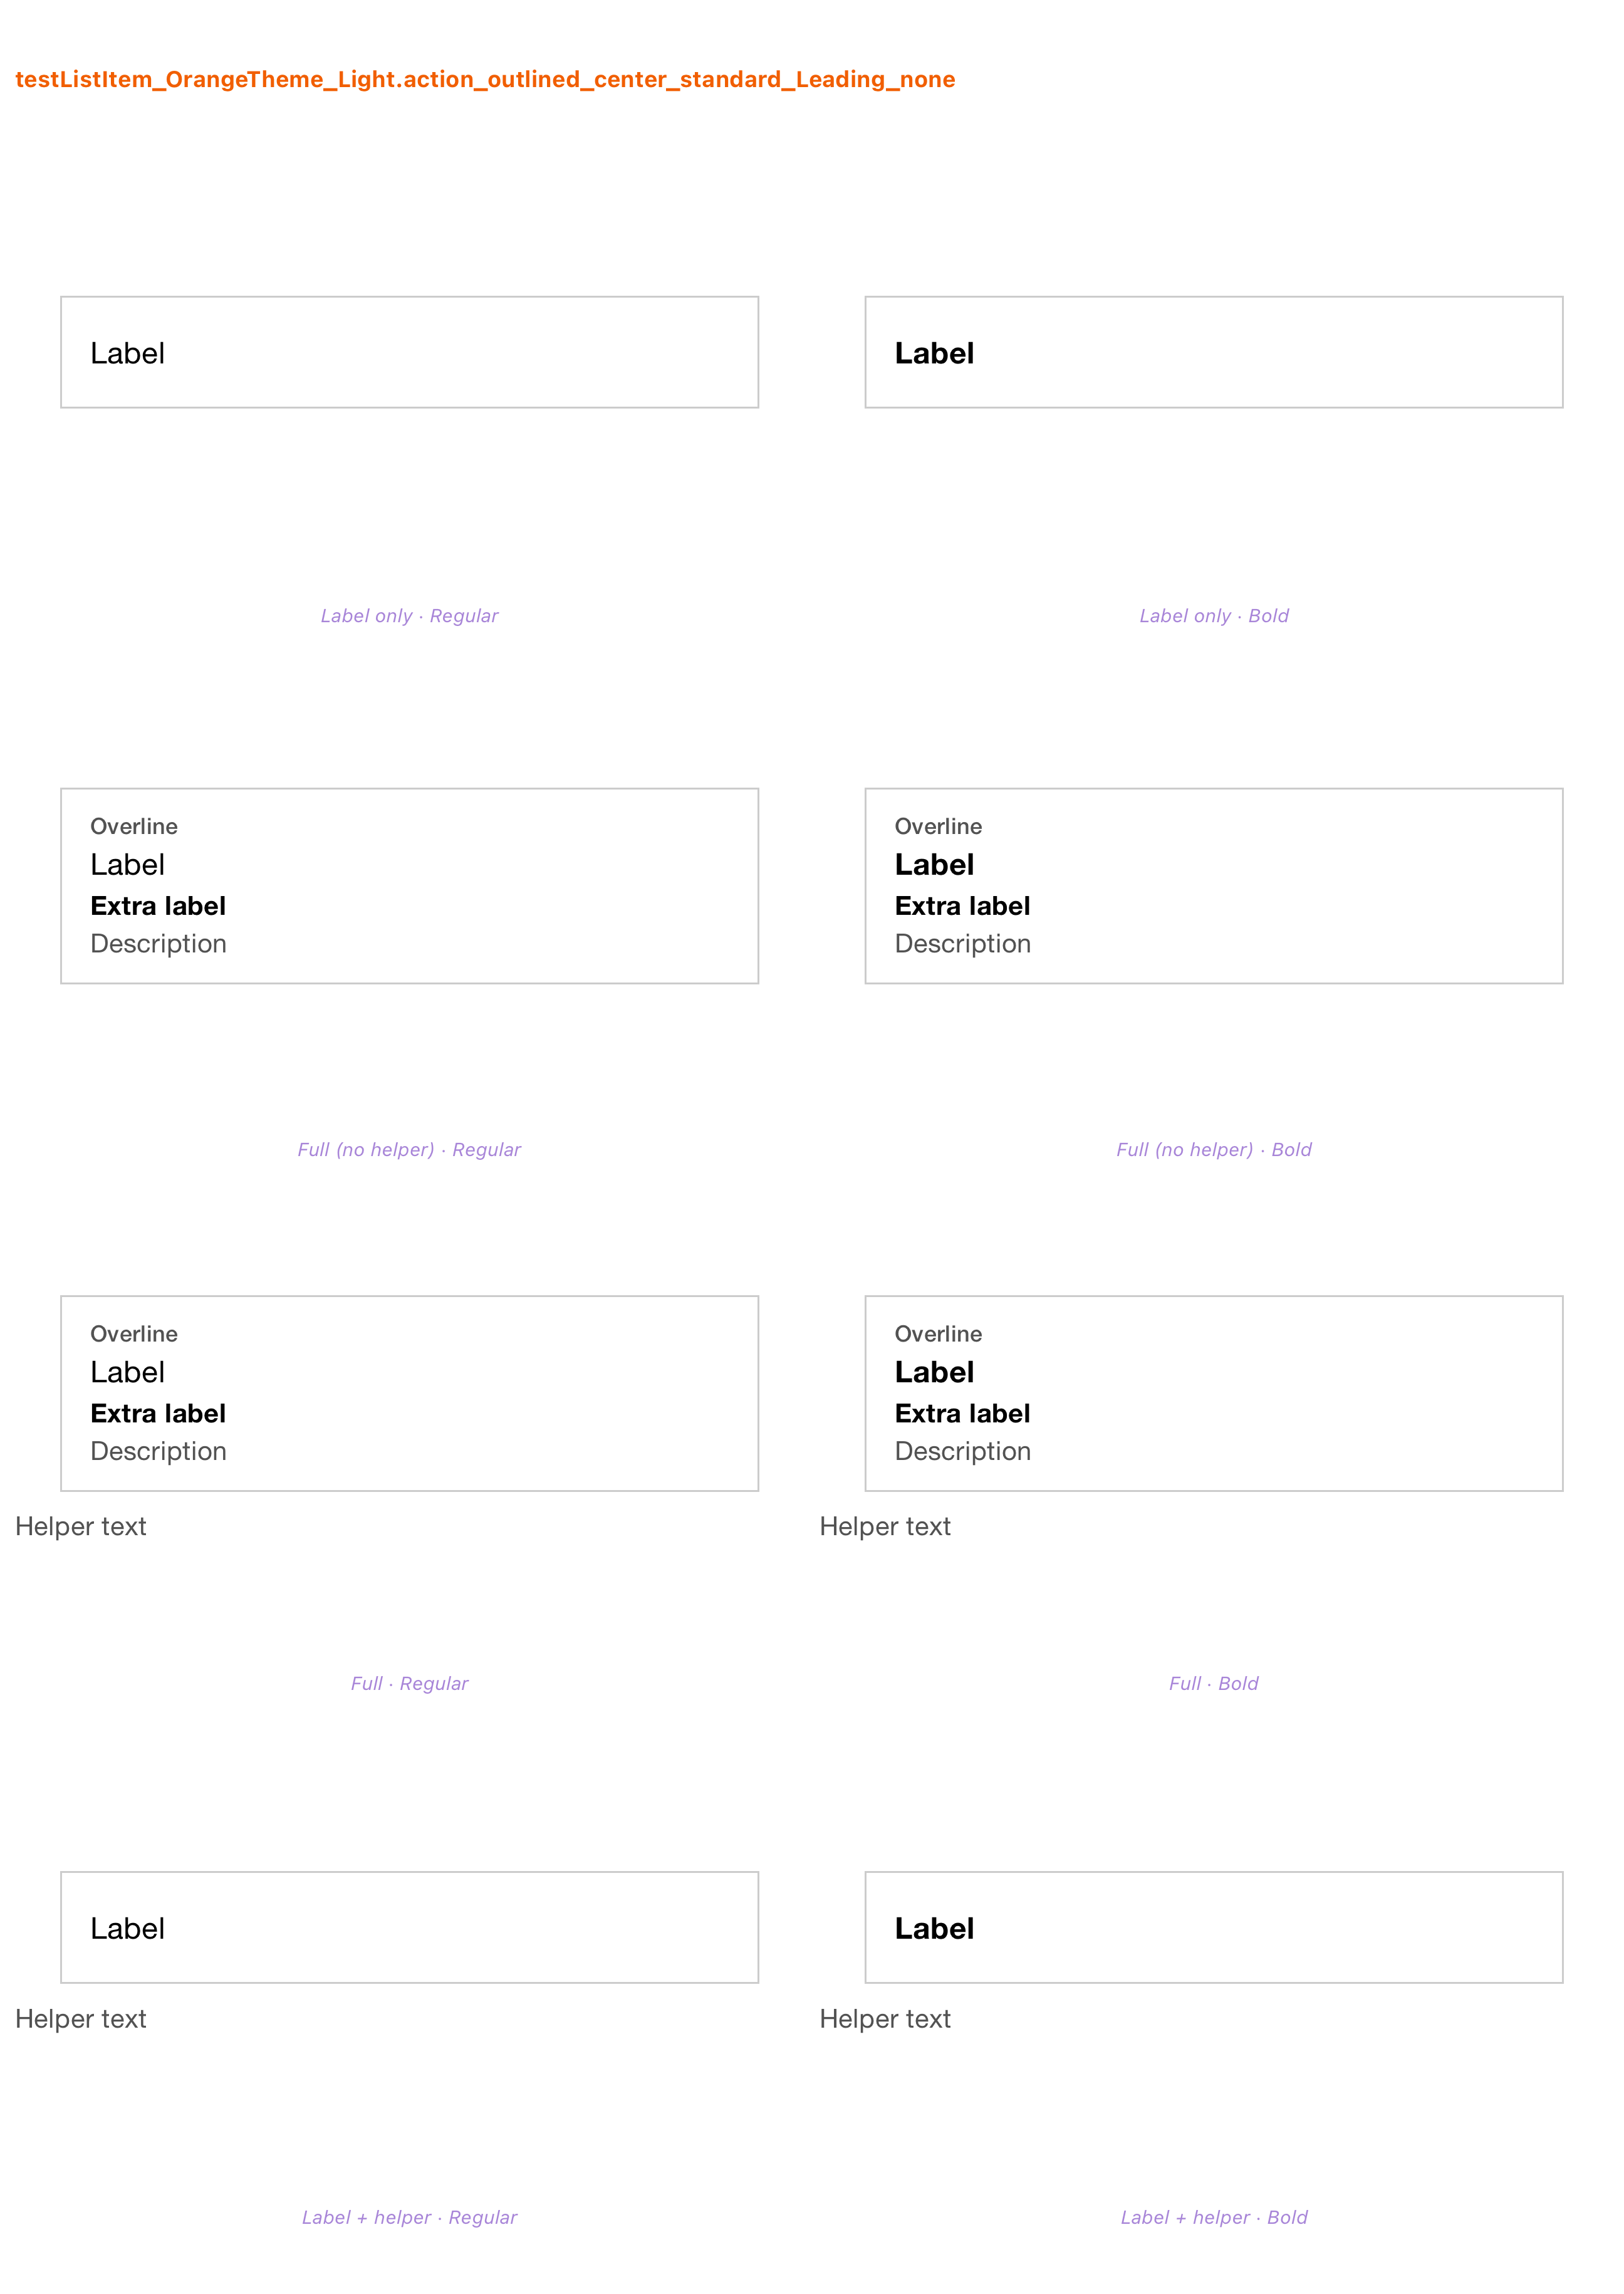 testListItem_OrangeTheme_Light.action_outlined_center_standard_Leading_none
Label
Label
Label only · Regular
Label only · Bold
Overline
Label
Extra label
Description
Overline
Label
Extra label
Description
Full (no helper) · Regular
Full (no helper) · Bold
Overline
Label
Extra label
Description
Helper text
Overline
Label
Extra label
Description
Helper text
Full · Regular
Full · Bold
Label
Helper text
Label
Helper text
Label + helper · Regular
Label + helper · Bold